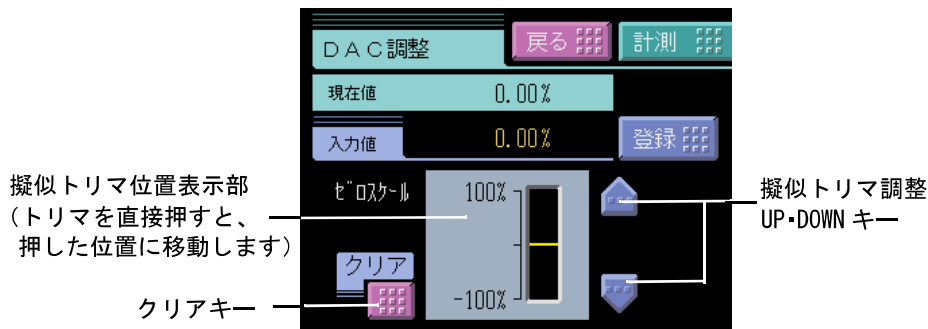 DAC調整
戻る
計測
現在値
0.00%
入力値
0.00%
登録
擬似トリマ位置表示部
(トリマを直接押すと、
押した位置に移動します)
ｾﾞﾛｽｹｰﾙ
100%
-100%
擬似トリマ調整
UP･DOWN キー
クリア
クリアキー